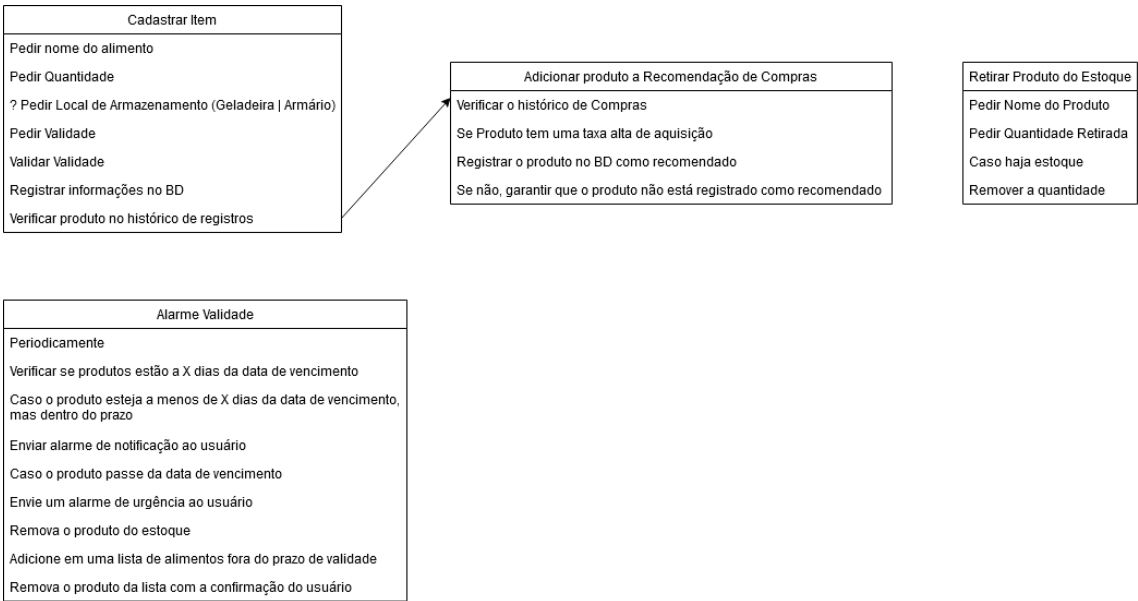 Cadastrar Item
Pedir nome do alimento
Pedir Quantidade
? Pedir Local de Armazenamento (Geladeira | Armário)
Pedir Validade
Validar Validade
Registrar informações no BD
Verificar produto no histórico de registros
Adicionar produto a Recomendação de Compras
Verificar o histórico de Compras
Se Produto tem uma taxa alta de aquisição
Registrar o produto no BD como recomendado
Se não, garantir que o produto não está registrado como recomendado
Retirar Produto do Estoque
Pedir Nome do Produto
Pedir Quantidade Retirada
Caso haja estoque
Remover a quantidade
Alarme Validade
Periodicamente
Verificar se produtos estão a X dias da data de vencimento
Caso o produto esteja a menos de X dias da data de vencimento,
mas dentro do prazo
Enviar alarme de notificação ao usuário
Caso o produto passe da data de vencimento
Envie um alarme de urgência ao usuário
Remova o produto do estoque
Adicione em uma lista de alimentos fora do prazo de validade
Remova o produto da lista com a confirmação do usuário